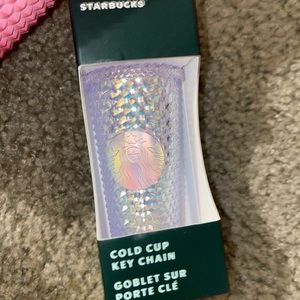 STARBUCKS
COLD CUP
KEY CHAIN
GOBLET SUR
PORTE CLÉ